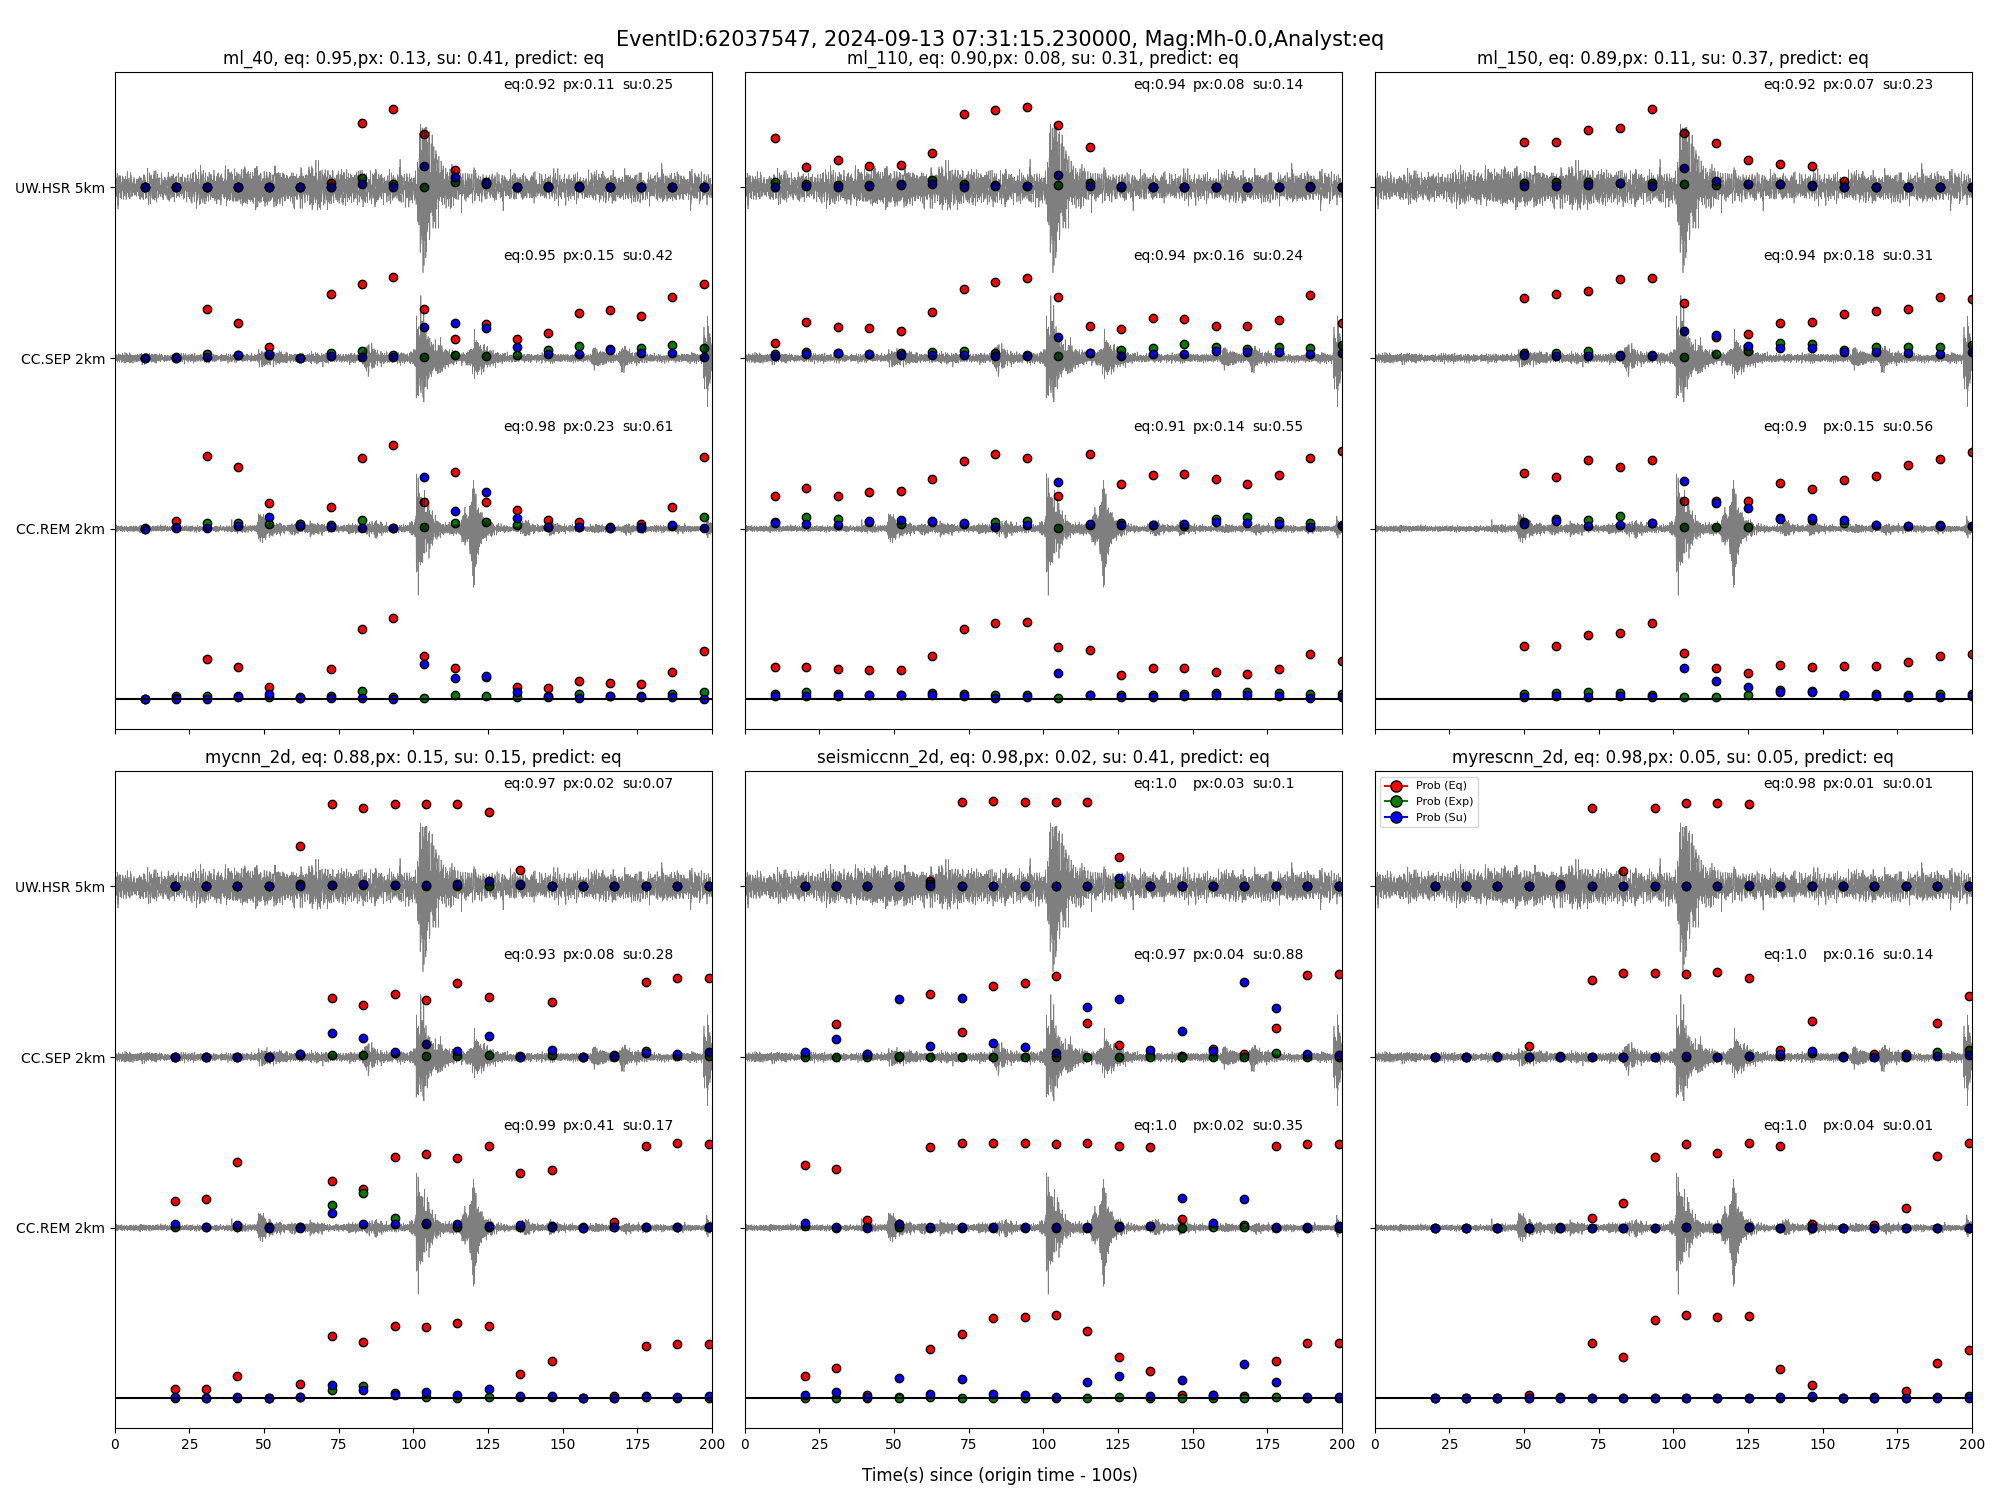 EventID:62037547, 2024-09-13 07:31:15.230000, Mag:Mh-0.0,Analyst:eq
ml_40, eq: 0.95,px: 0.13, su: 0.41, predict: eq
eq:0.92 px:0.11 su:0.25
UW.HSR 5km
eq:0.95 px:0.15 su:0.42
CC.SEP 2km
eq:0.98 px:0.23 su:0.61
CC.REM 2km
ml_110, eq: 0.90,px: 0.08, su: 0.31, predict: eq
eq:0.94 px:0.08 su:0.14
eq:0.94 px:0.16 su:0.24
eq:0.91 px:0.14 su:0.55
ml_150, eq: 0.89,px: 0.11, su: 0.37, predict: eq
eq:0.92 px:0.07 su:0.23
eq:0.94 px:0.18 su:0.31
eq:0.9 px:0.15 su:0.56
mycnn_2d, eq: 0.88,px: 0.15, su: 0.15, predict: eq
eq:0.97 px:0.02 su:0.07
UW.HSR 5km
eq:0.93 px:0.08 su:0.28
CC.SEP 2km
eq:0.99 px:0.41 su:0.17
CC.REM 2km
0 25 50 75 100 125 150 175 200
seismiccnn_2d, eq: 0.98,px: 0.02, su: 0.41, predict: eq
eq:1.0 px:0.03 su:0.1
eq:0.97 px:0.04 su:0.88
eq:1.0 px:0.02 su:0.35
0 25 50 75 100 125 150 175 200
myrescnn_2d, eq: 0.98,px: 0.05, su: 0.05, predict: eq
Prob (Eq)
Prob (Exp)
Prob (Su)
eq:0.98 px:0.01 su:0.01
eq:1.0 px:0.16 su:0.14
eq:1.0 px:0.04 su:0.01
0 25 50 75 100 125 150 175 200
Time(s) since (origin time - 100s)